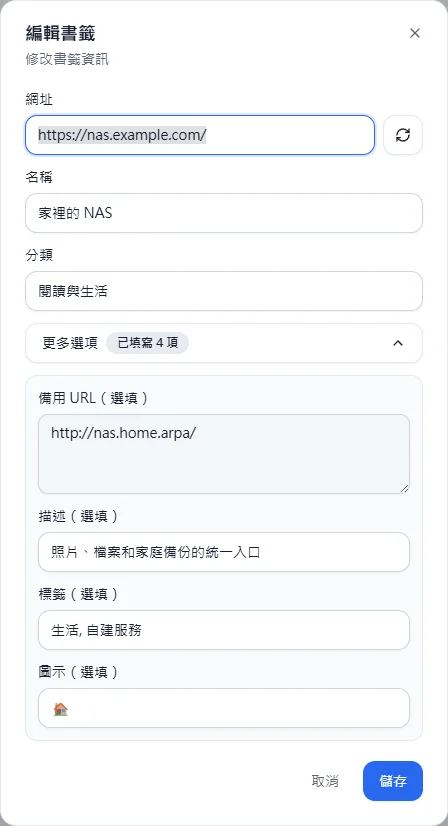 編輯書籤
修改書籤資訊
網址
https://nas.example.com/
名稱
家裡的 NAS
分類
閱讀與生活
更多選項 已填寫 4 項
備用 URL（選填）
http://nas.home.arpa/
描述（選填）
照片、檔案和家庭備份的統一入口
標籤（選填）
生活, 自建服務
圖示（選填）
🏠
取消 儲存